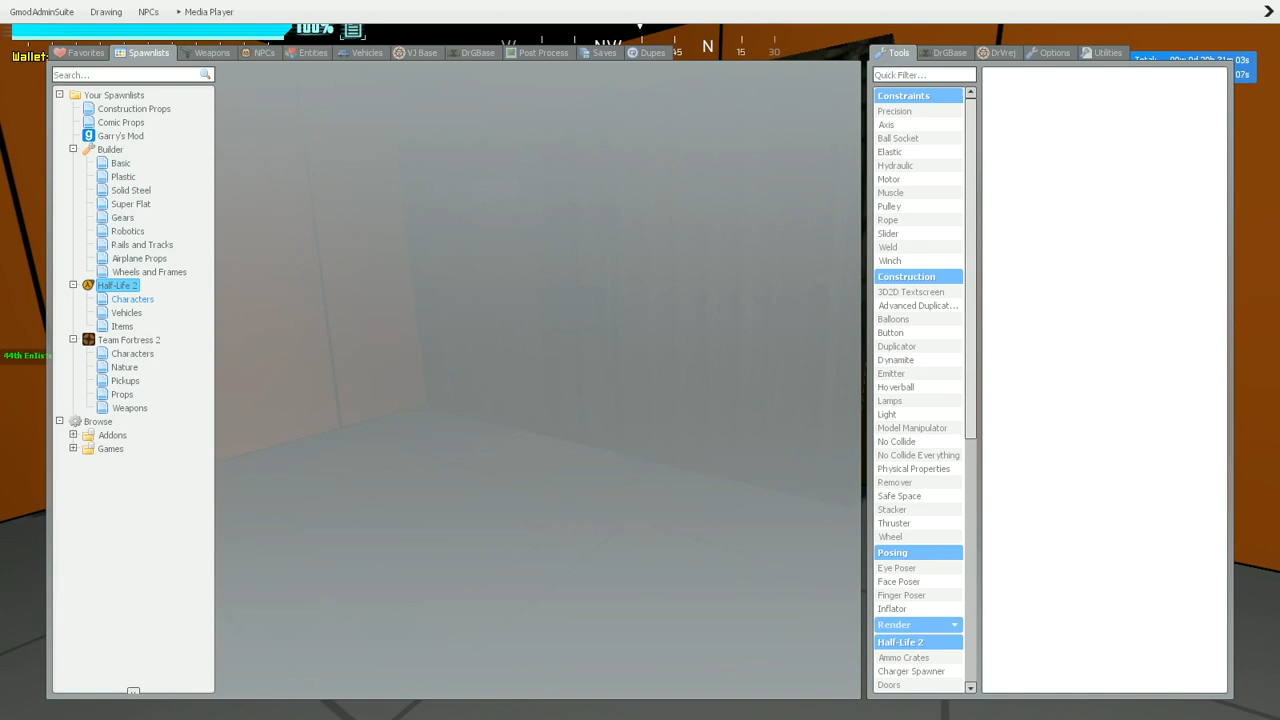 GmodAdminSuite Drawing NPCs Media Player
100%
N
15
30
Wallet:
Favorites Spawnlists Weapons NPCs Entities Vehicles VJ Base DrGBase Post Process Saves Dupes
Search...
Your Spawnlists
Construction Props
Comic Props
Garry's Mod
Builder
Basic
Plastic
Solid Steel
Super Flat
Gears
Robotics
Rails and Tracks
Airplane Props
Wheels and Frames
Half-Life 2
Characters
Vehicles
Items
Team Fortress 2
Characters
Nature
Pickups
Props
Weapons
Browse
Addons
Games
44th Enlist
Tools DrGBase DrVrej Options Utilities
Quick Filter...
Constraints
Precision
Axis
Ball Socket
Elastic
Hydraulic
Motor
Muscle
Pulley
Rope
Slider
Weld
Winch
Construction
3D2D Textscreen
Advanced Duplicat...
Balloons
Button
Duplicator
Dynamite
Emitter
Hoverball
Lamps
Light
Model Manipulator
No Collide
No Collide Everything
Physical Properties
Remover
Safe Space
Stacker
Thruster
Wheel
Posing
Eye Poser
Face Poser
Finger Poser
Inflator
Render
Half-Life 2
Ammo Crates
Charger Spawner
Doors
03s
07s